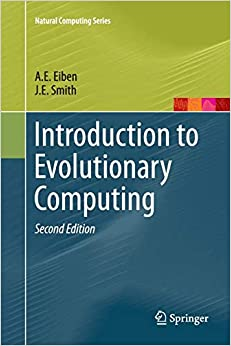 Natural Computing Series
A.E. Eiben
J.E. Smith
Introduction to
Evolutionary
Computing
Second Edition
Springer